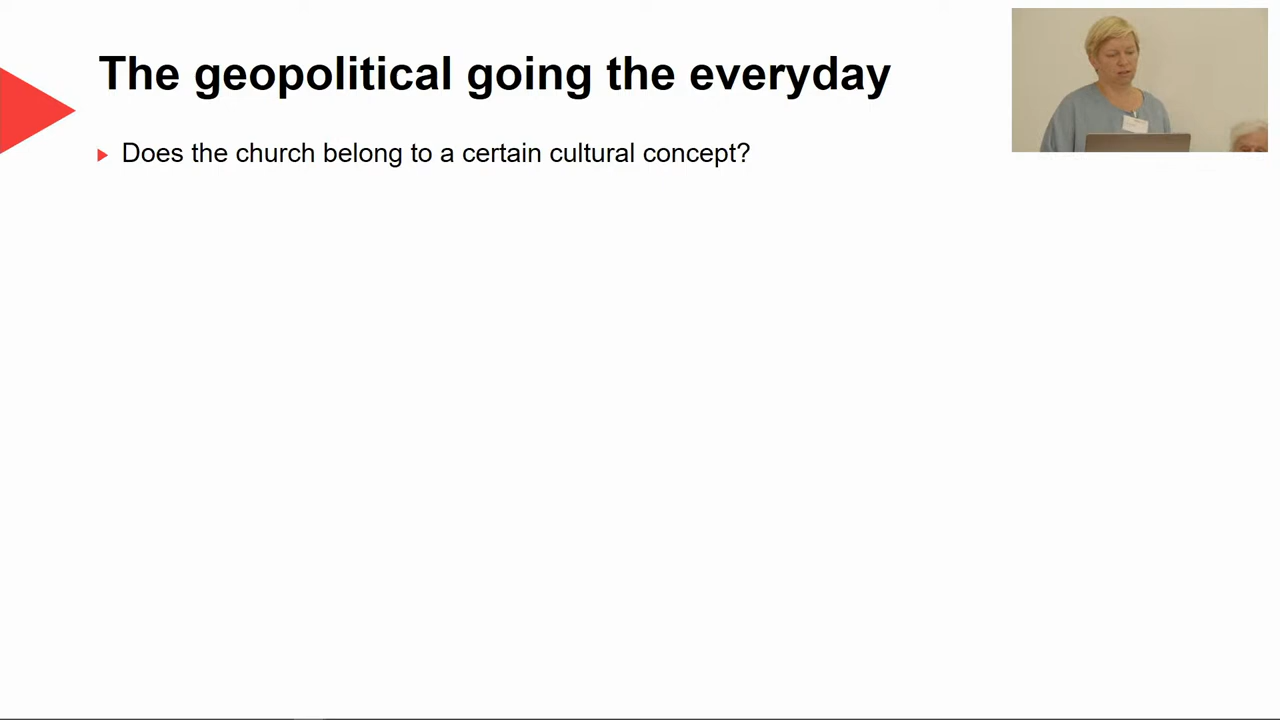 The geopolitical going the everyday
Does the church belong to a certain cultural concept?